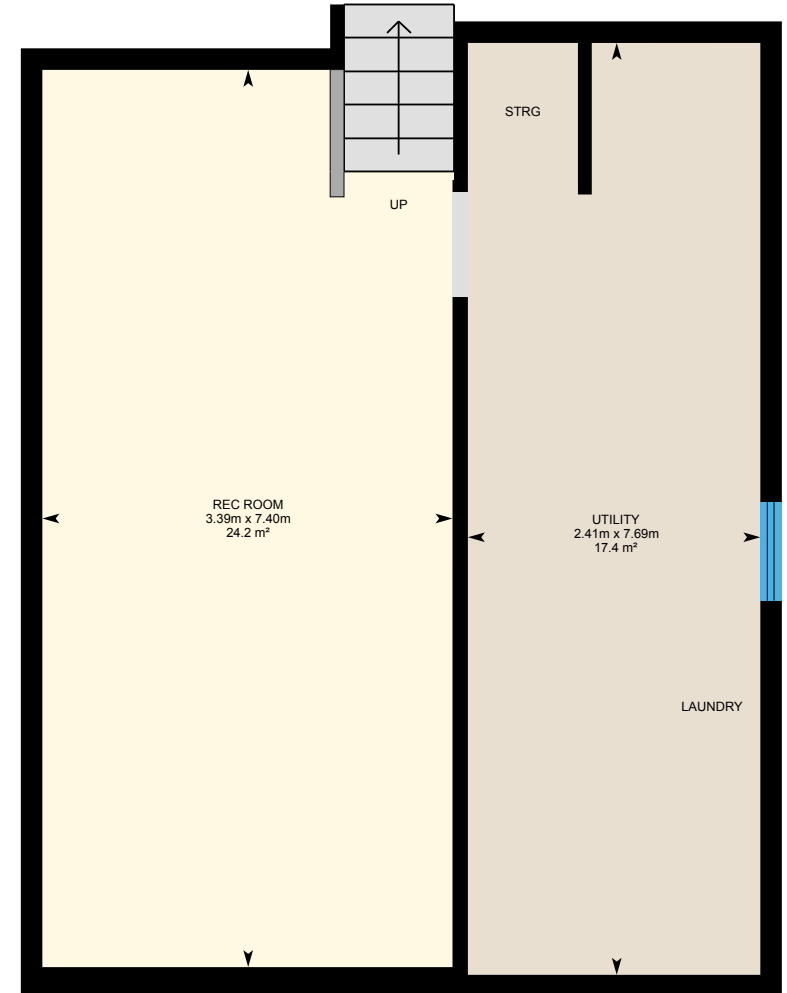 STRG
UP
REC ROOM
3.39m x 7.40m
24.2 m²
UTILITY
2.41m x 7.69m
17.4 m²
LAUNDRY